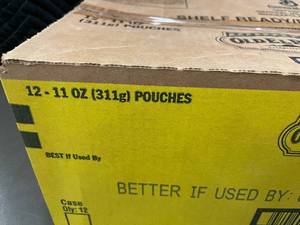 SHELF READY
(311g) POUCHES
OLDE
12 - 11 OZ (311g) POUCHES
BEST If Used By
Case
Qty: 12
BETTER IF USED BY: